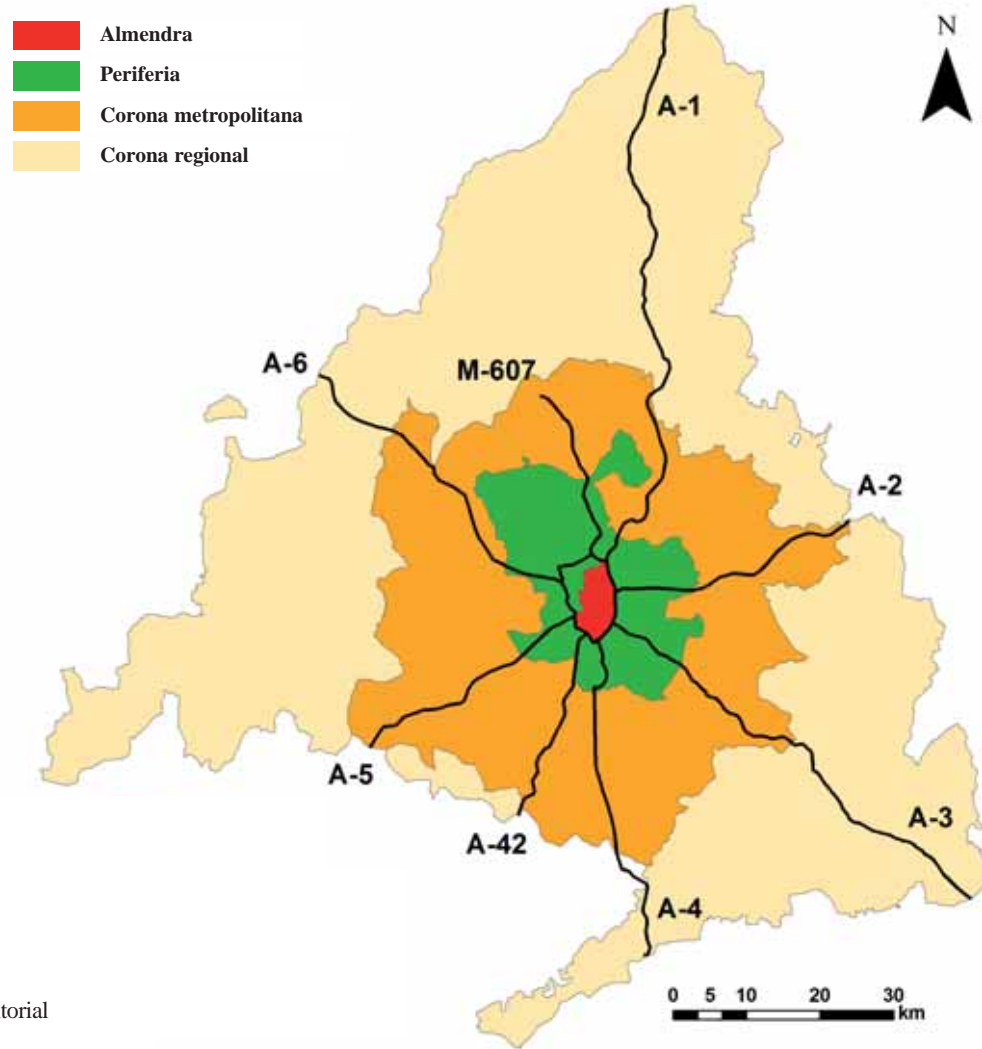 Almendra
Periferia
Corona metropolitana
Corona regional
N
A-1
A-6
M-607
A-2
A-5
A-3
A-42
A-4
0 5 10 20 30
km